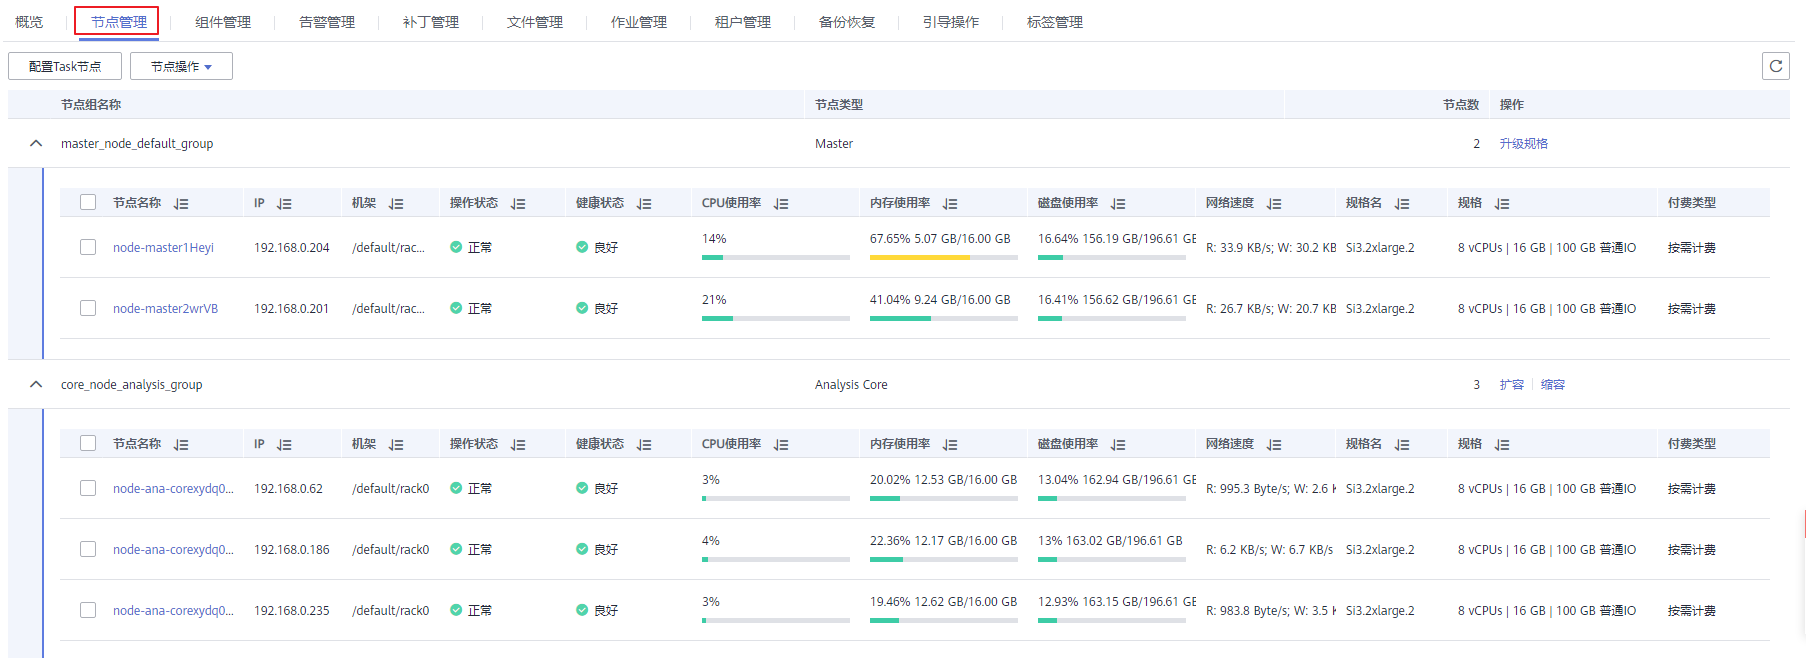 概览 节点管理 组件管理 告警管理 补丁管理 文件管理 作业管理 租户管理 备份恢复 引导操作 标签管理
配置Task节点 节点操作
节点组名称 节点类型 节点数 操作
master_node_default_group Master 2 升级规格
节点名称 IP 机架 操作状态 健康状态 CPU使用率 内存使用率 磁盘使用率 网络速度 规格名 规格 付费类型
node-master1Heyi 192.168.0.204 /default/rac... 正常 良好 14% 67.65% 5.07 GB/16.00 GB 16.64% 156.19 GB/196.61 GB R: 33.9 KB/s; W: 30.2 KB Si3.2xlarge.2 8 vCPUs | 16 GB | 100 GB 普通IO 按需计费
node-master2wrVB 192.168.0.201 /default/rac... 正常 良好 21% 41.04% 9.24 GB/16.00 GB 16.41% 156.62 GB/196.61 GB R: 26.7 KB/s; W: 20.7 KB Si3.2xlarge.2 8 vCPUs | 16 GB | 100 GB 普通IO 按需计费
core_node_analysis_group Analysis Core 3 扩容 缩容
节点名称 IP 机架 操作状态 健康状态 CPU使用率 内存使用率 磁盘使用率 网络速度 规格名 规格 付费类型
node-ana-corexydq0... 192.168.0.62 /default/rack0 正常 良好 3% 20.02% 12.53 GB/16.00 GB 13.04% 162.94 GB/196.61 GB R: 995.3 Byte/s; W: 2.6 K Si3.2xlarge.2 8 vCPUs | 16 GB | 100 GB 普通IO 按需计费
node-ana-corexydq0... 192.168.0.186 /default/rack0 正常 良好 4% 22.36% 12.17 GB/16.00 GB 13% 163.02 GB/196.61 GB R: 6.2 KB/s; W: 6.7 KB/s Si3.2xlarge.2 8 vCPUs | 16 GB | 100 GB 普通IO 按需计费
node-ana-corexydq0... 192.168.0.235 /default/rack0 正常 良好 3% 19.46% 12.62 GB/16.00 GB 12.93% 163.15 GB/196.61 GB R: 983.8 Byte/s; W: 3.5 K Si3.2xlarge.2 8 vCPUs | 16 GB | 100 GB 普通IO 按需计费